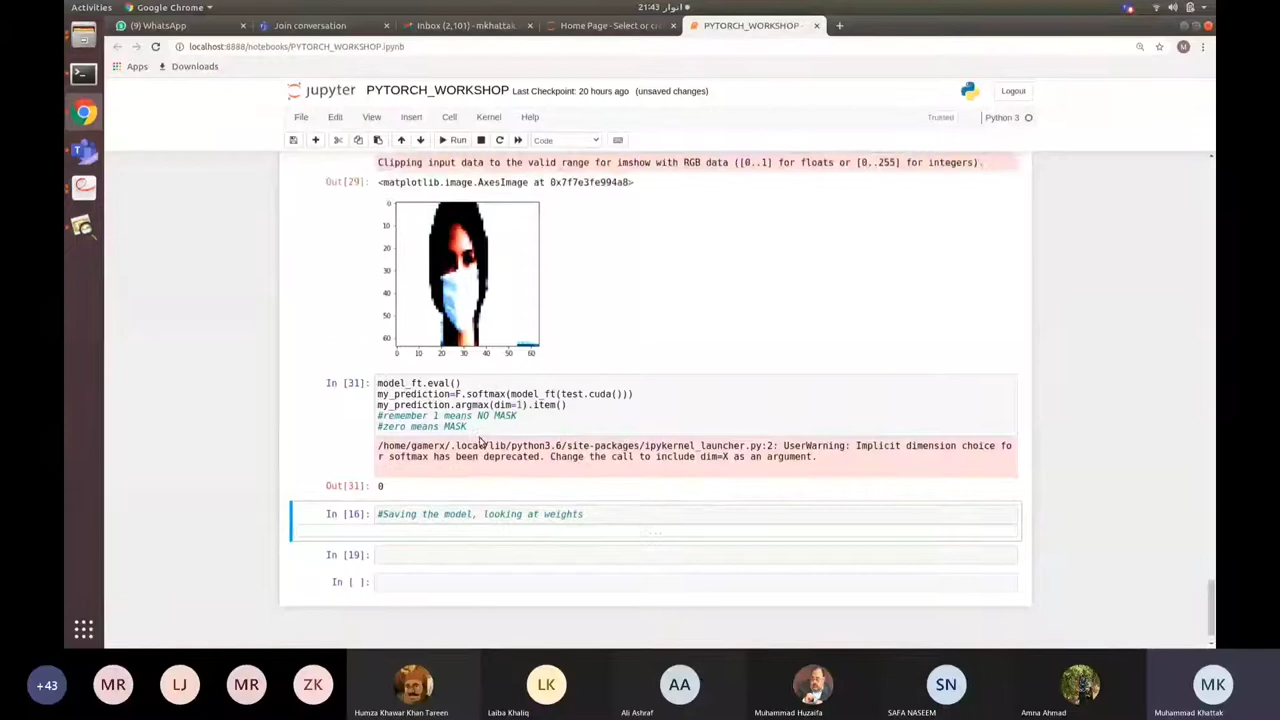 Activities
Google Chrome
21:43 اتوار
(9) WhatsApp
Join conversation
Inbox (2,101) - mkhattak
Home Page - Select or cr
PYTORCH_WORKSHOP -
localhost:8888/notebooks/PYTORCH_WORKSHOP.ipynb
M
Apps
Downloads
jupyter
PYTORCH_WORKSHOP
Last Checkpoint: 20 hours ago
(unsaved changes)
Logout
File
Edit
View
Insert
Cell
Kernel
Help
Trusted
Python 3
Run
Code
Clipping input data to the valid range for imshow with RGB data ([0..1] for floats or [0..255] for integers).
Out[29]: <matplotlib.image.AxesImage at 0x7f7e3fe994a8>
0
10
20
30
40
50
60
0 10 20 30 40 50 60
In [31]: model_ft.eval()
my_prediction=F.softmax(model_ft(test.cuda()))
my_prediction.argmax(dim=1).item()
#remember 1 means NO MASK
#zero means MASK
/home/gamerx/.local/lib/python3.6/site-packages/ipykernel_launcher.py:2: UserWarning: Implicit dimension choice fo
r softmax has been deprecated. Change the call to include dim=X as an argument.
Out[31]: 0
In [16]: #Saving the model, looking at weights
...
In [19]:
In [ ]:
+43
MR
LJ
MR
ZK
LK
AA
SN
MK
Humza Khawar Khan Tareen
Laiba Khaliq
Ali Ashraf
Muhammad Huzaifa
SAFA NASEEM
Amna Ahmad
Muhammad Khattak